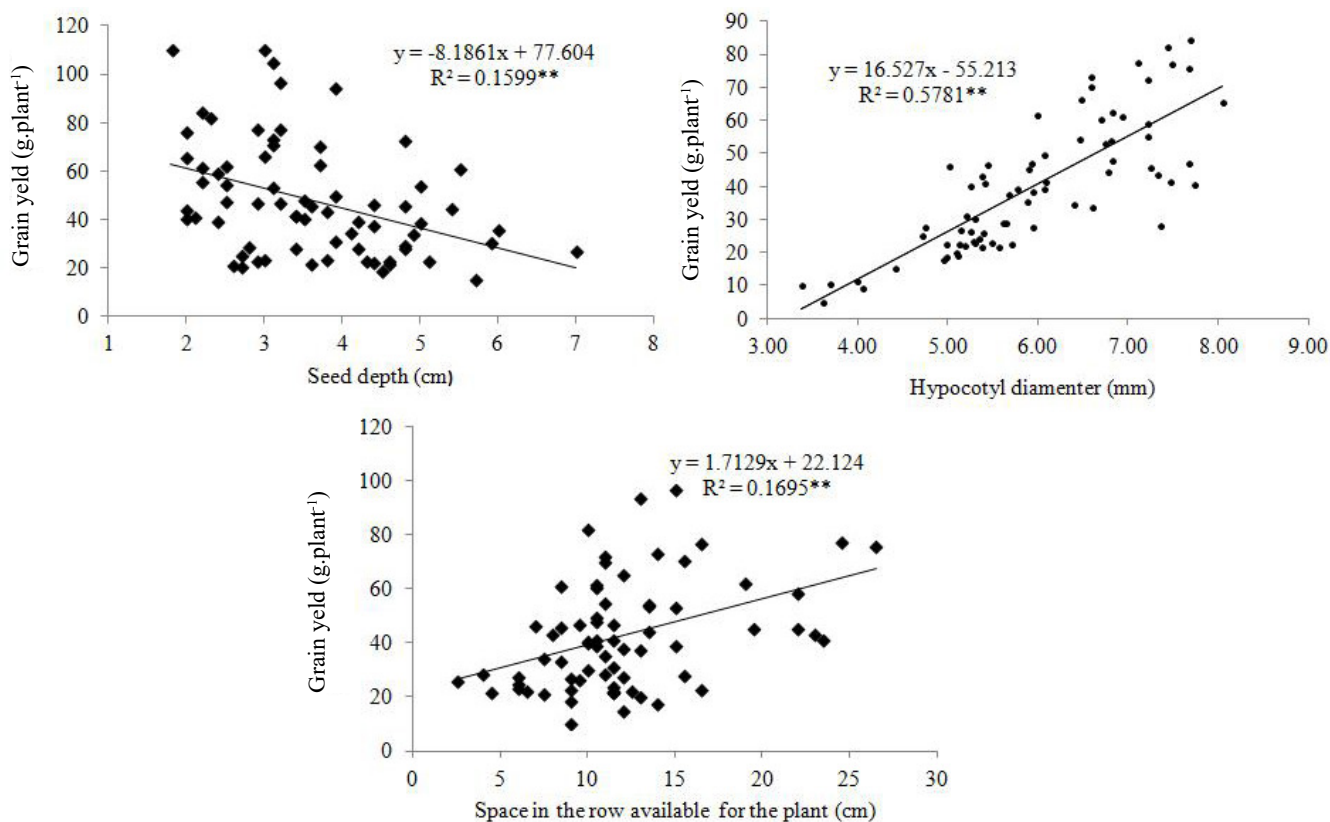 120
100
80
60
40
20
0
Grain yeld (g.plant⁻¹)
y = -8.1861x + 77.604
R² = 0.1599**
1 2 3 4 5 6 7 8
Seed depth (cm)
90
80
70
60
50
40
30
20
10
0
Grain yeld (g.plant⁻¹)
y = 16.527x - 55.213
R² = 0.5781**
3.00 4.00 5.00 6.00 7.00 8.00 9.00
Hypocotyl diamenter (mm)
120
100
80
60
40
20
0
Grain yeld (g.plant⁻¹)
y = 1.7129x + 22.124
R² = 0.1695**
0 5 10 15 20 25 30
Space in the row available for the plant (cm)